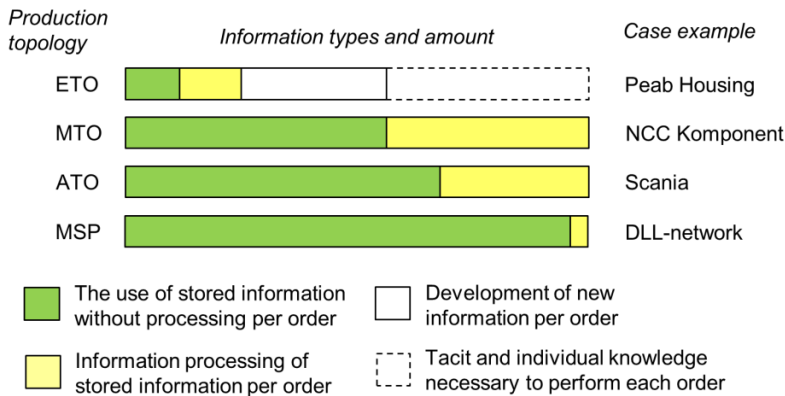 Production
topology
Information types and amount
Case example
ETO
Peab Housing
MTO
NCC Komponent
ATO
Scania
MSP
DLL-network
The use of stored information
without processing per order
Development of new
information per order
Information processing of
stored information per order
Tacit and individual knowledge
necessary to perform each order